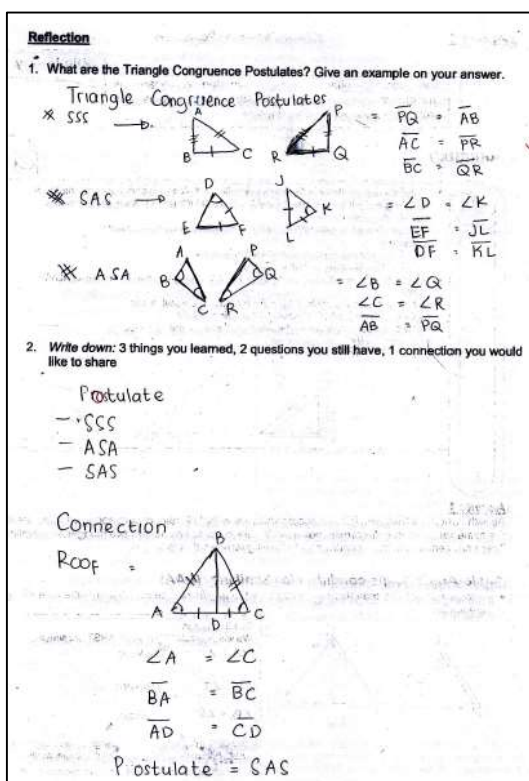 Reflection
1. What are the Triangle Congruence Postulates? Give an example on your answer.
Triangle Congruence Postulates
* SSS → A B C R P Q = PQ = AB
AC = PR
BC = QR
* SAS → D E F J K L = ∠D = ∠K
EF = JL
DF = KL
* ASA A B C P Q R = ∠B = ∠Q
∠C = ∠R
AB = PQ
2. Write down: 3 things you learned, 2 questions you still have, 1 connection you would
like to share
Postulate
- SSS
- ASA
- SAS
Connection
Roof =
B
A D C
∠A = ∠C
BA = BC
AD = CD
Postulate = SAS